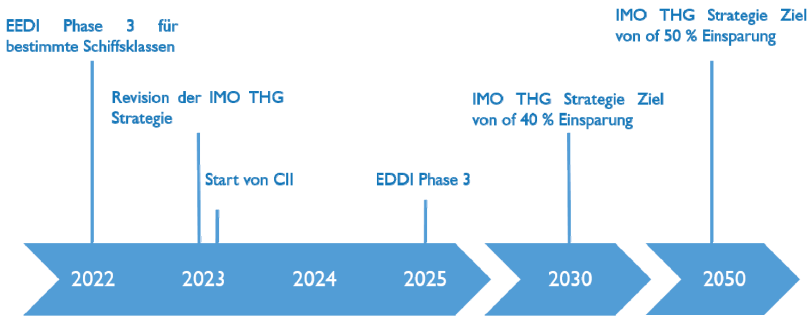 EEDI Phase 3 für
bestimmte Schiffsklassen
Revision der IMO THG
Strategie
Start von CII
EDDI Phase 3
IMO THG Strategie Ziel
von of 40 % Einsparung
IMO THG Strategie Ziel
von of 50 % Einsparung
2022 2023 2024 2025 2030 2050